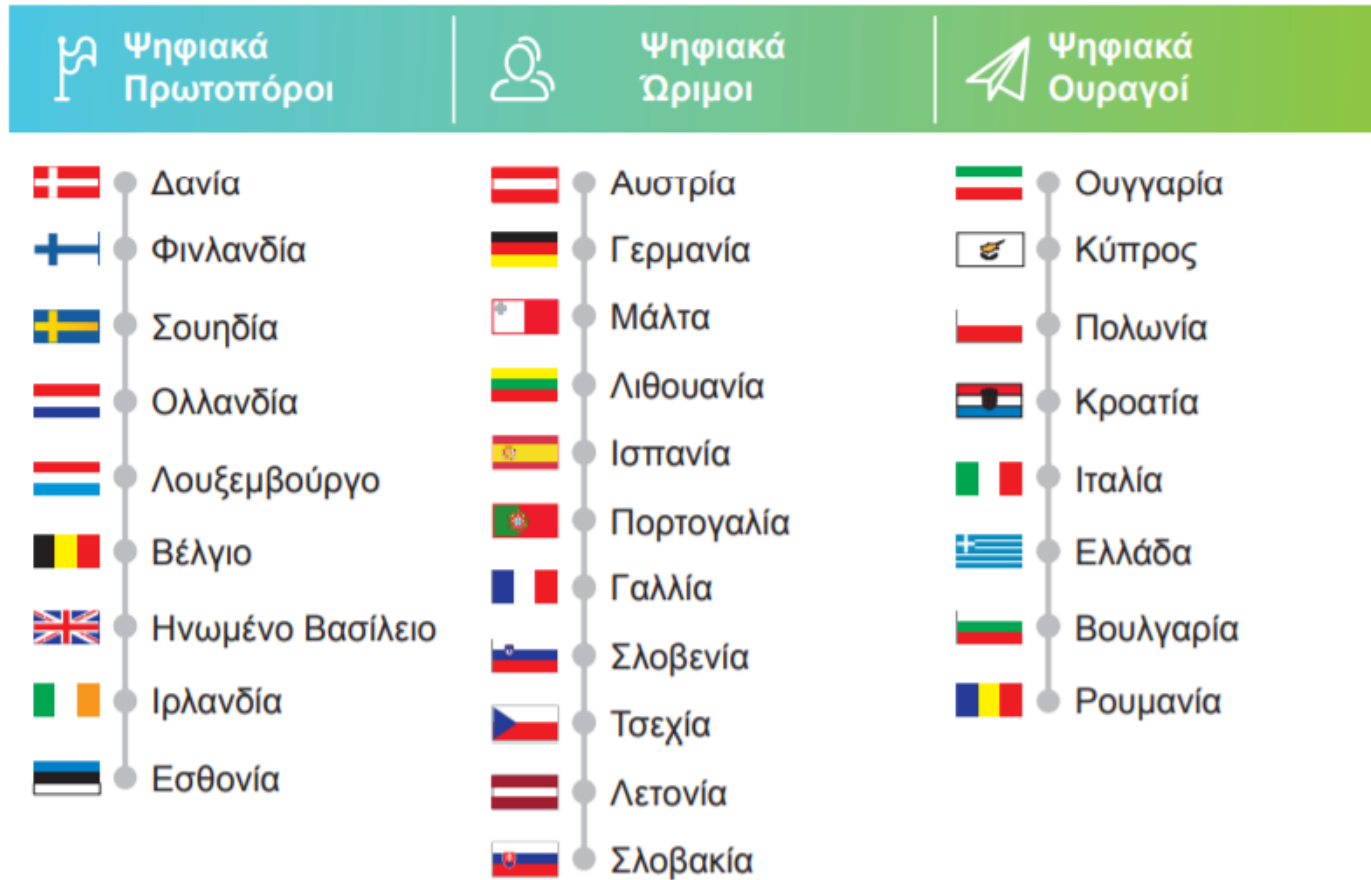 Ψηφιακά
Πρωτοπόροι
Δανία
Φινλανδία
Σουηδία
Ολλανδία
Λουξεμβούργο
Βέλγιο
Ηνωμένο Βασίλειο
Ιρλανδία
Εσθονία
Ψηφιακά
Ώριμοι
Αυστρία
Γερμανία
Μάλτα
Λιθουανία
Ισπανία
Πορτογαλία
Γαλλία
Σλοβενία
Τσεχία
Λετονία
Σλοβακία
Ψηφιακά
Ουραγοί
Ουγγαρία
Κύπρος
Πολωνία
Κροατία
Ιταλία
Ελλάδα
Βουλγαρία
Ρουμανία